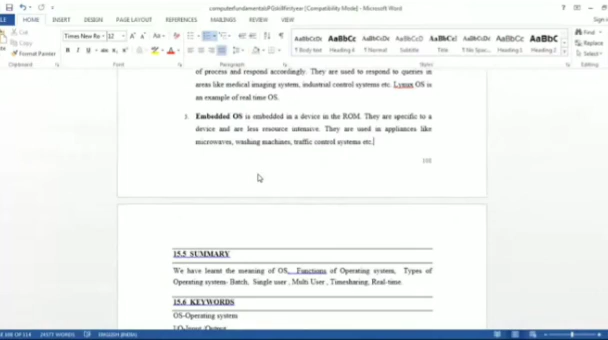 computerfundamentalsPGdcaIfirstyear [Compatibility Mode] - Microsoft Word
FILE HOME INSERT DESIGN PAGE LAYOUT REFERENCES MAILINGS REVIEW VIEW
Cut
Copy
Format Painter
Times New Ro 12
AaBbCcDc AaBbCc AaBbCcDc AaBbCcD AaBbCcI AaBbCcDc AaBbCc AaBbC
¶ Body text Heading 4 ¶ Normal Subtitle Title ¶ No Spac... Heading 1 Heading 2
Find
Replace
Select
Clipboard Font Paragraph Styles Editing
of process and respond accordingly. They are used to respond to queries in
areas like medical imaging system, industrial control systems etc. Lynux OS is
an example of real time OS.
3. Embedded OS is embedded in a device in the ROM. They are specific to a
device and are less resource intensive. They are used in appliances like
microwaves, washing machines, traffic control systems etc.
15.5 SUMMARY
We have learnt the meaning of OS, Functions of Operating system, Types of
Operating system- Batch, Single user , Multi User , Timesharing, Real-time.
15.6 KEYWORDS
OS-Operating system
I/O-Input /Output
ENGLISH (INDIA)